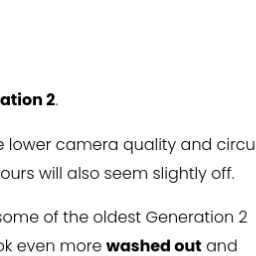 ation 2.
e lower camera quality and circu
ours will also seem slightly off.
some of the oldest Generation 2
ok even more washed out and